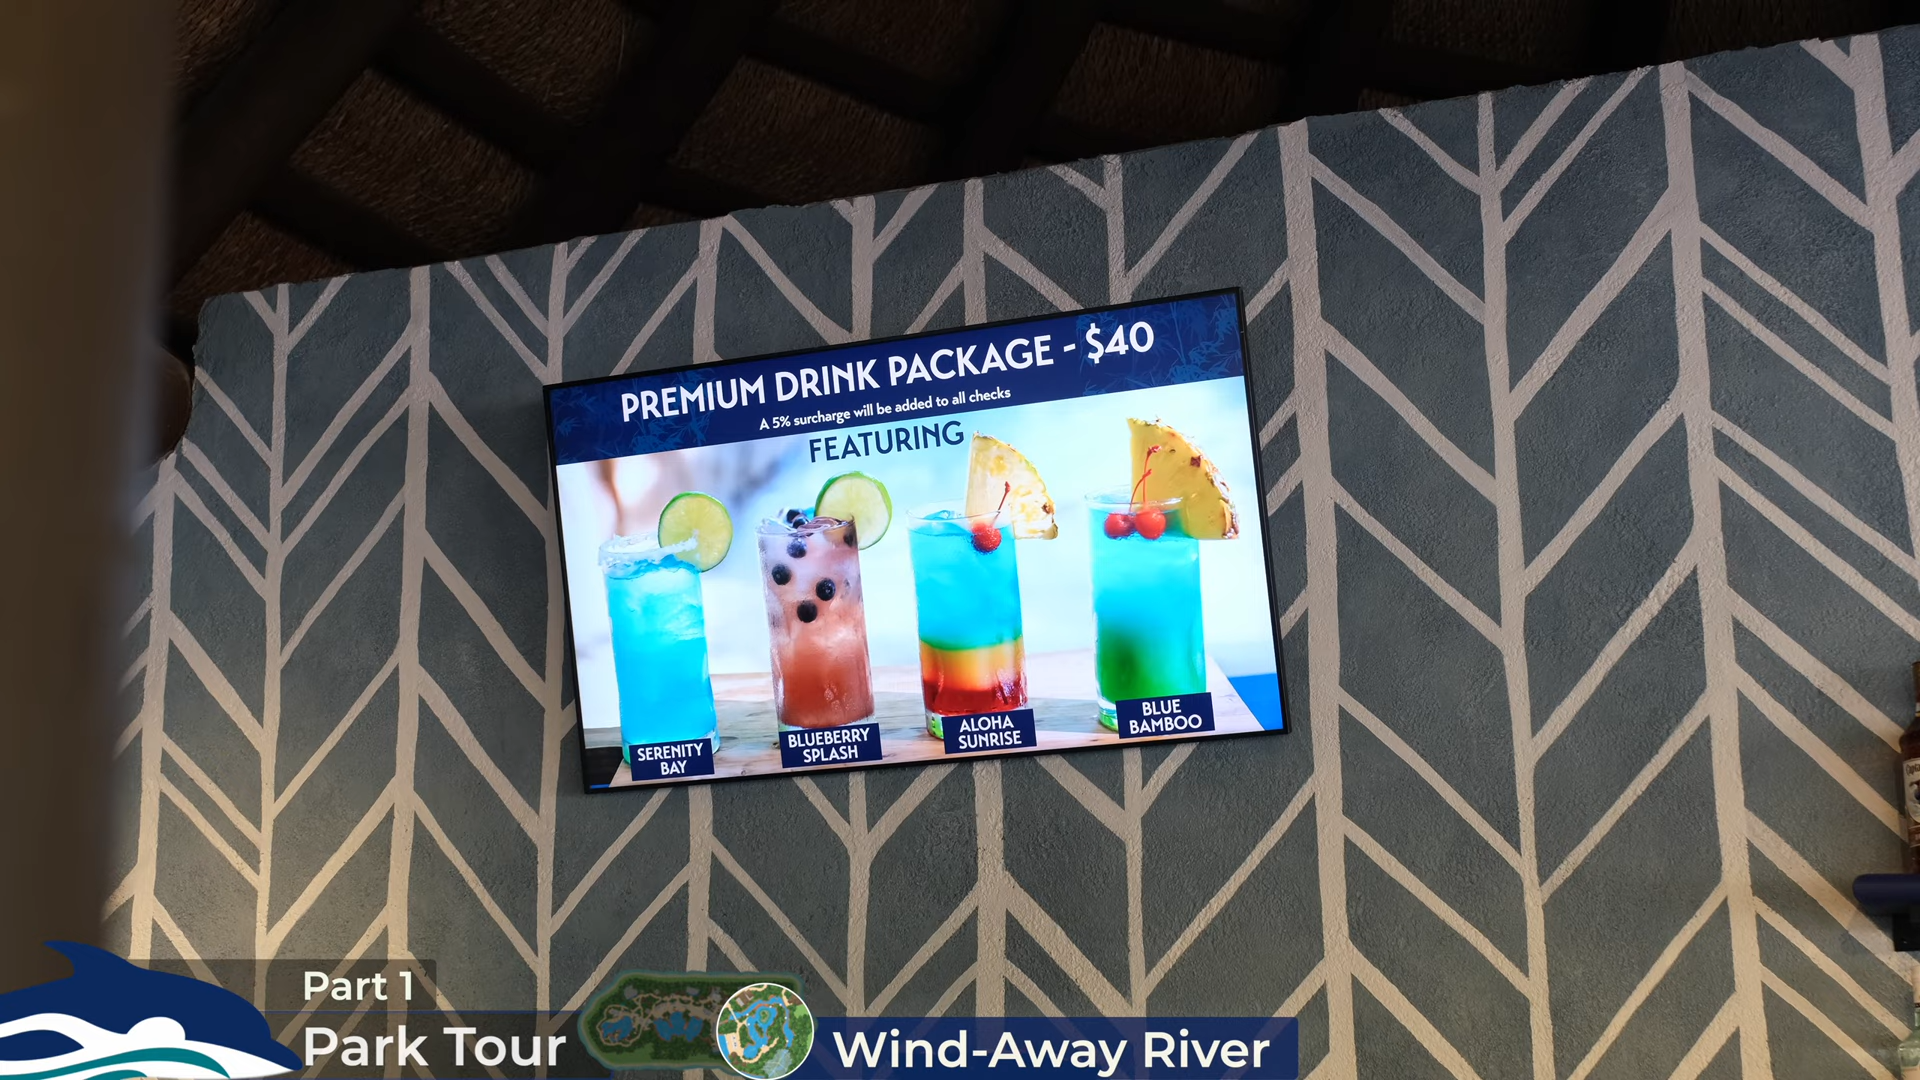 PREMIUM DRINK PACKAGE - $40
A 5% surcharge will be added to all checks
FEATURING
SERENITY
BAY
BLUEBERRY
SPLASH
ALOHA
SUNRISE
BLUE
BAMBOO
Part 1
Park Tour
Wind-Away River